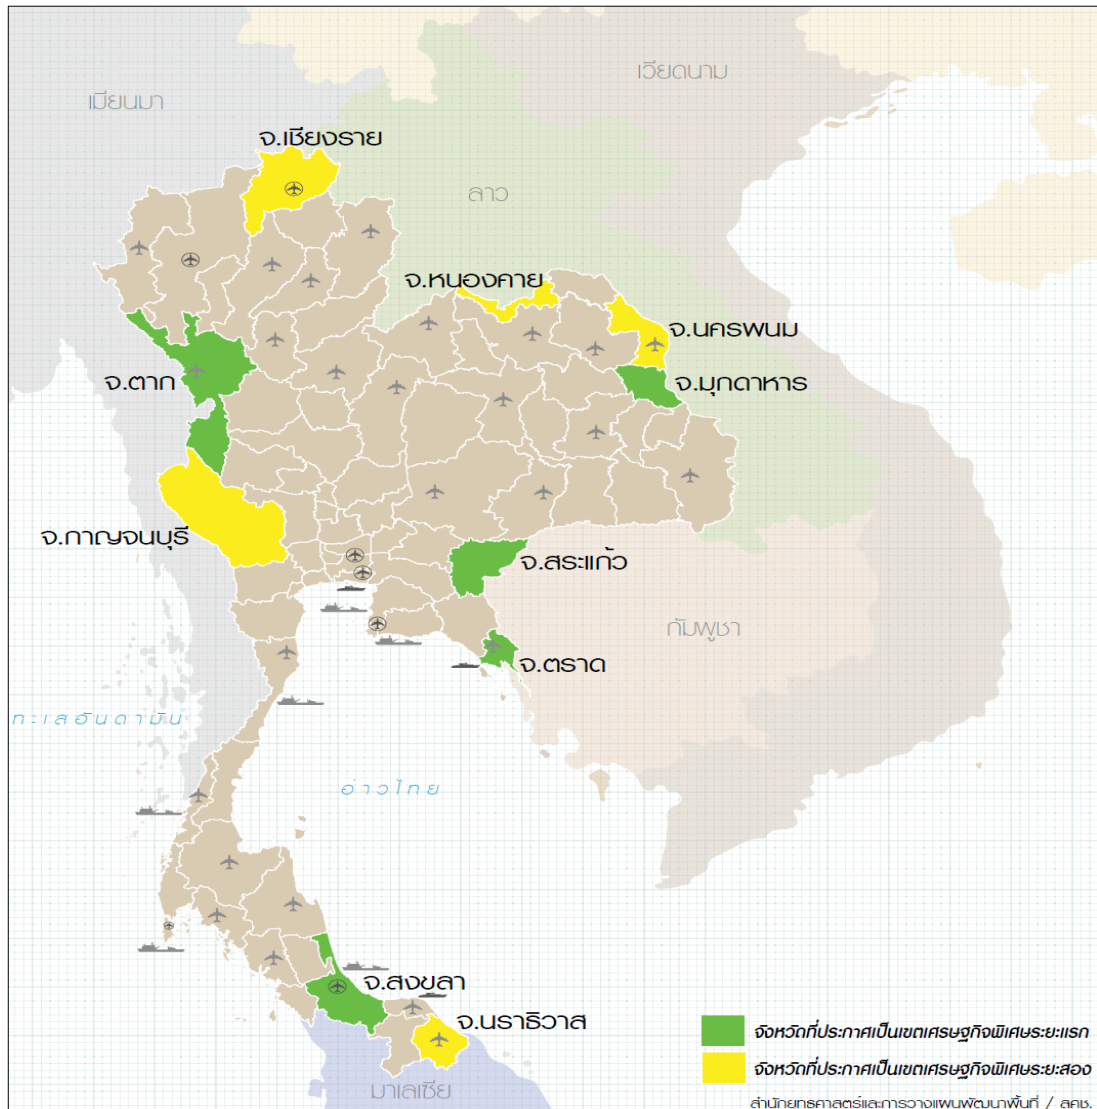 เวียดนาม
เมียนมา
จ.เชียงราย
ลาว
จ.หนองคาย
จ.นครพนม
จ.ตาก
จ.มุกดาหาร
จ.กาญจนบุรี
จ.สระแก้ว
กัมพูชา
จ.ตราด
ทะเลอันดามัน
อ่าวไทย
จ.สงขลา
จ.นราธิวาส
จังหวัดที่ประกาศเป็นเขตเศรษฐกิจพิเศษระยะแรก
จังหวัดที่ประกาศเป็นเขตเศรษฐกิจพิเศษระยะสอง
มาเลเซีย
สำนักยุทธศาสตร์และการวางแผนพัฒนาพื้นที่ / สศช.